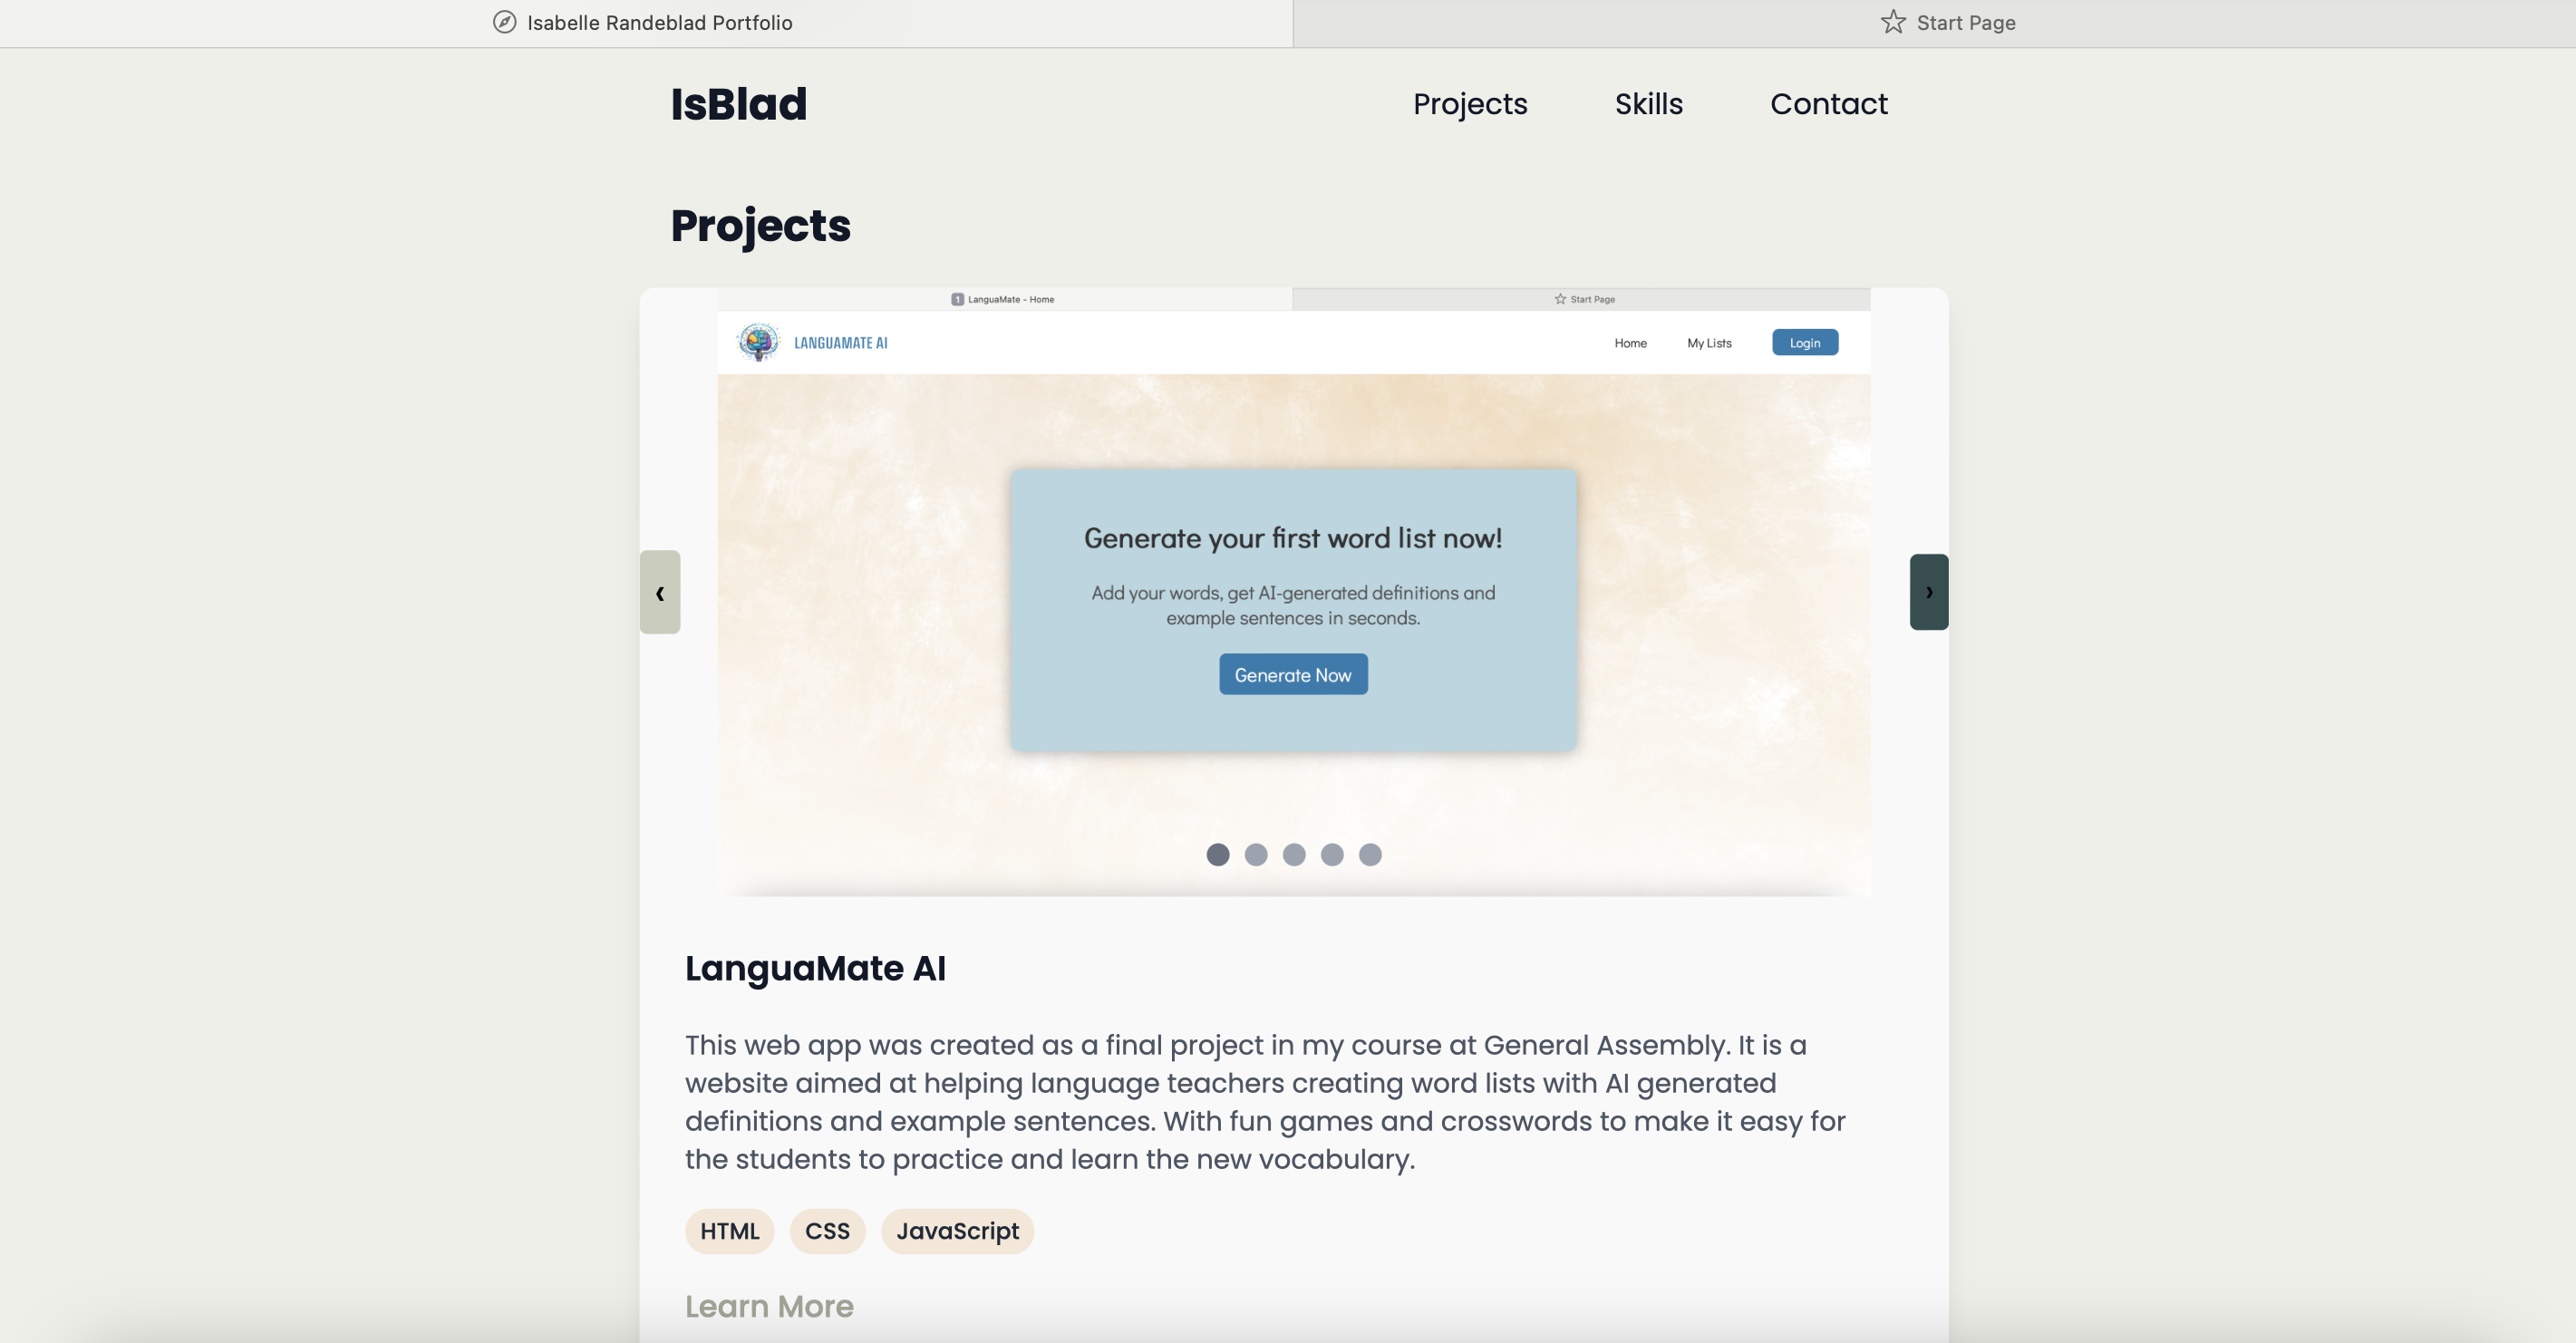 Isabelle Randeblad Portfolio
Start Page
IsBlad
Projects
Skills
Contact
Projects
1 LanguaMate - Home
Start Page
LANGUAMATE AI
Home
My Lists
Login
Generate your first word list now!
Add your words, get AI-generated definitions and
example sentences in seconds.
Generate Now
‹
›
LanguaMate AI
This web app was created as a final project in my course at General Assembly. It is a
website aimed at helping language teachers creating word lists with AI generated
definitions and example sentences. With fun games and crosswords to make it easy for
the students to practice and learn the new vocabulary.
HTML
CSS
JavaScript
Learn More